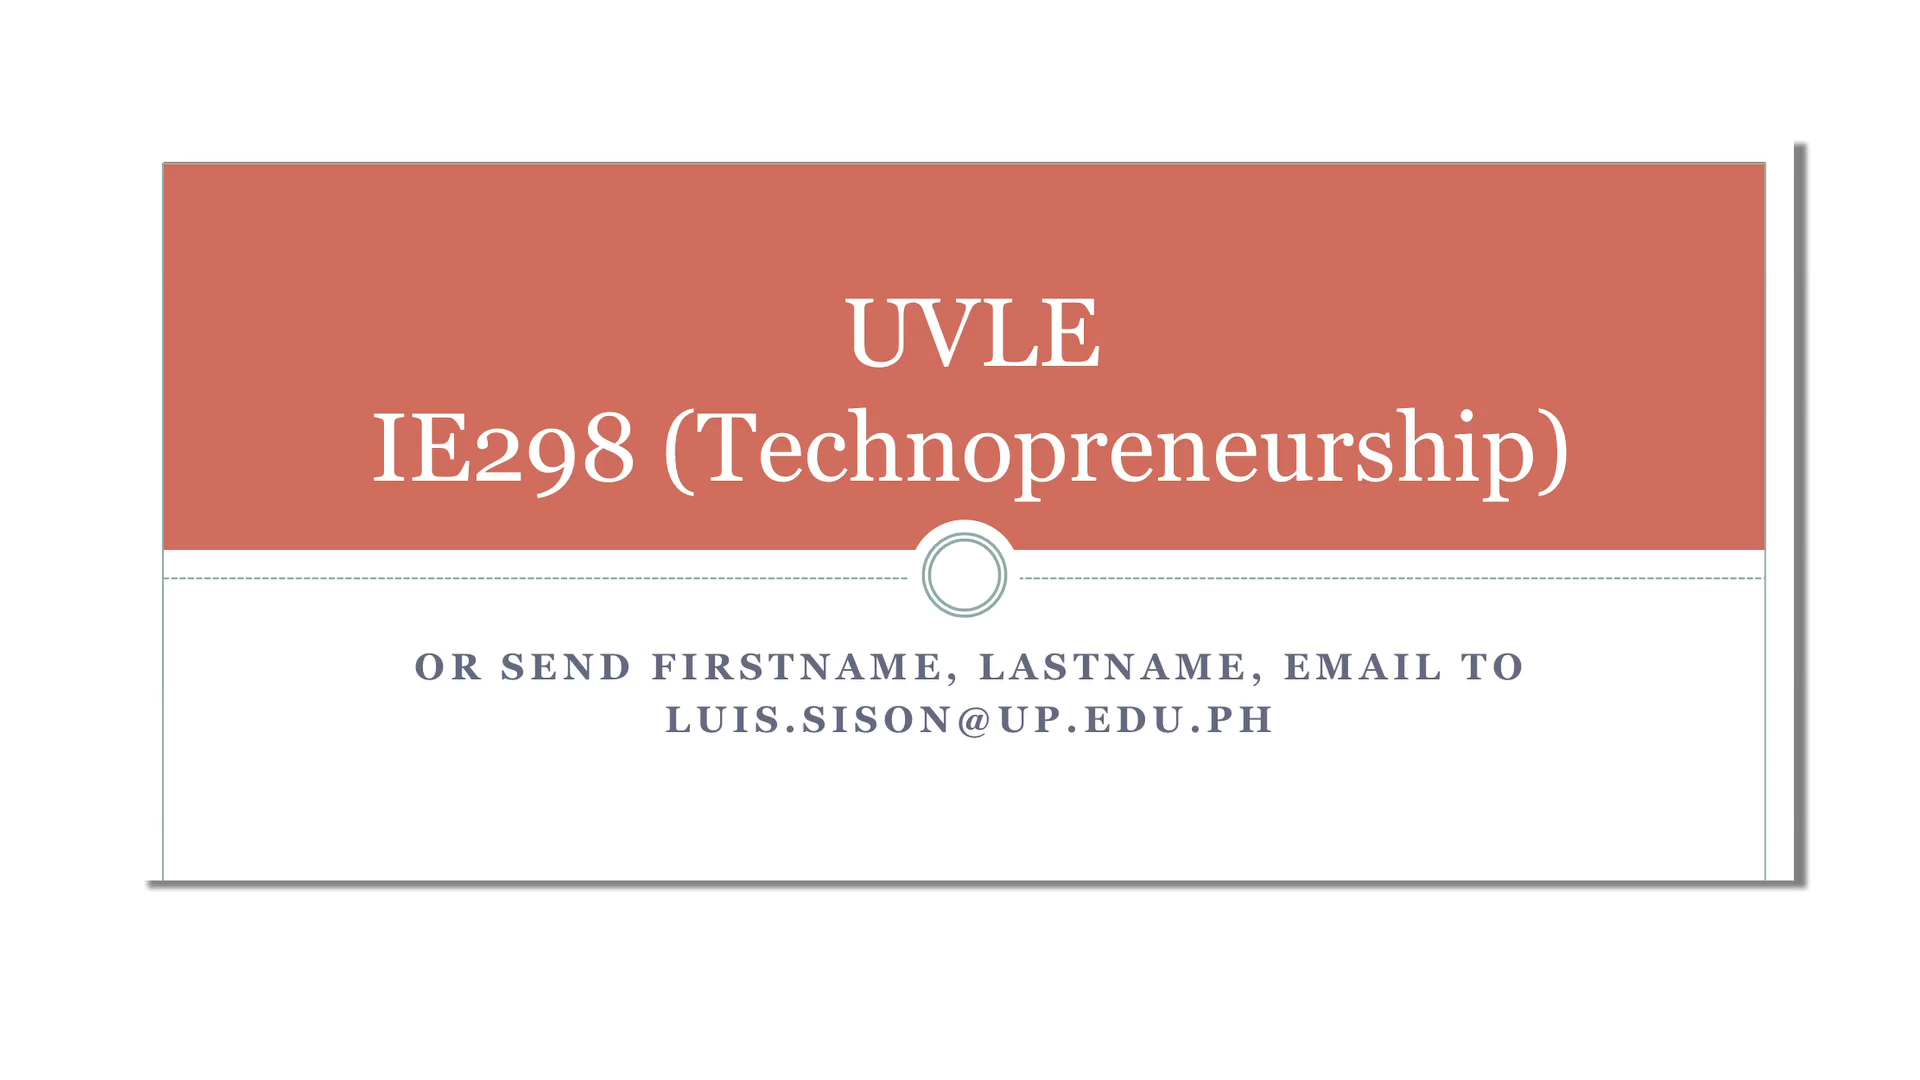 UVLE
IE298 (Technopreneurship)
OR SEND FIRSTNAME, LASTNAME, EMAIL TO
LUIS.SISON@UP.EDU.PH